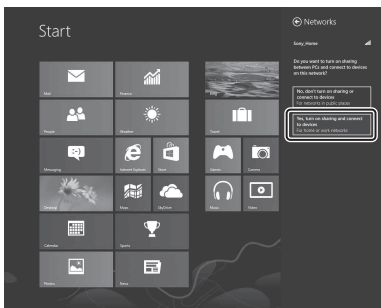 Start
Mail
Finance
People
Weather
Messaging
Internet Explorer
Store
Desktop
Maps
SkyDrive
Calendar
Sports
Photos
News
Bing
Travel
Games
Camera
Music
Video
Networks
Sony_Home
Do you want to turn on sharing
between PCs and connect to devices
on this network?
No, don't turn on sharing or
connect to devices
For networks in public places
Yes, turn on sharing and connect
to devices
For home or work networks